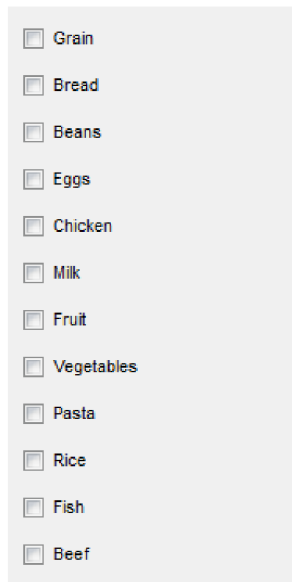 Grain
Bread
Beans
Eggs
Chicken
Milk
Fruit
Vegetables
Pasta
Rice
Fish
Beef